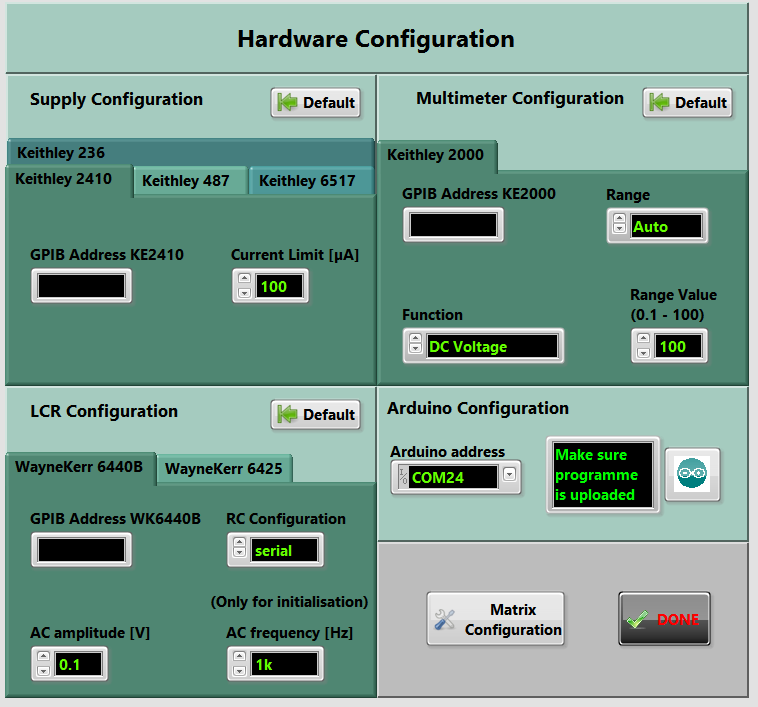 Hardware Configuration
Supply Configuration
Default
Keithley 236
Keithley 2410
Keithley 487
Keithley 6517
GPIB Address KE2410
Current Limit [µA]
100
Multimeter Configuration
Default
Keithley 2000
GPIB Address KE2000
Range
Auto
Function
DC Voltage
Range Value
(0.1 - 100)
100
LCR Configuration
Default
WayneKerr 6440B
WayneKerr 6425
GPIB Address WK6440B
RC Configuration
serial
(Only for initialisation)
AC amplitude [V]
0.1
AC frequency [Hz]
1k
Arduino Configuration
Arduino address
COM24
Make sure
programme
is uploaded
Matrix
Configuration
DONE